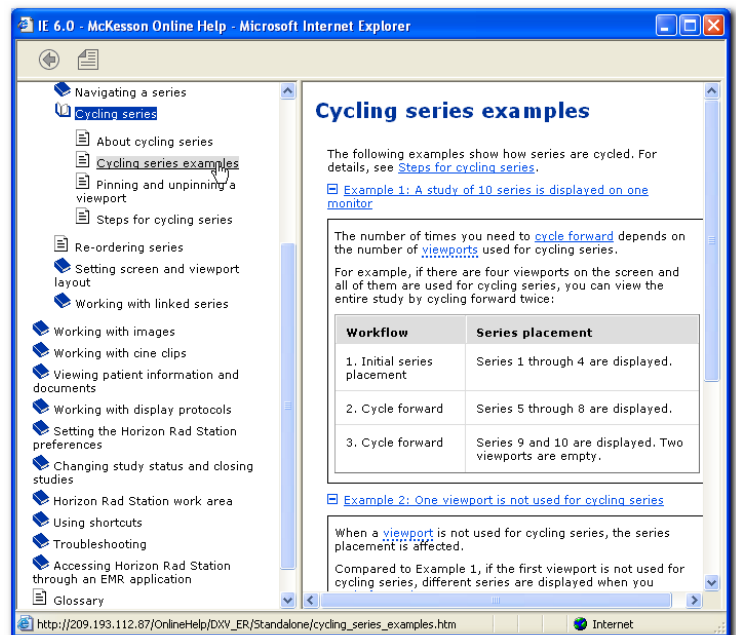 IE 6.0 - McKesson Online Help - Microsoft Internet Explorer
Navigating a series
Cycling series
About cycling series
Cycling series examples
Pinning and unpinning a
viewport
Steps for cycling series
Re-ordering series
Setting screen and viewport
layout
Working with linked series
Working with images
Working with cine clips
Viewing patient information and
documents
Working with display protocols
Setting the Horizon Rad Station
preferences
Changing study status and closing
studies
Horizon Rad Station work area
Using shortcuts
Troubleshooting
Accessing Horizon Rad Station
through an EMR application
Glossary
Cycling series examples
The following examples show how series are cycled. For
details, see Steps for cycling series.
Example 1: A study of 10 series is displayed on one
monitor
The number of times you need to cycle forward depends on
the number of viewports used for cycling series.
For example, if there are four viewports on the screen and
all of them are used for cycling series, you can view the
entire study by cycling forward twice:
Workflow Series placement
1. Initial series Series 1 through 4 are displayed.
placement
2. Cycle forward Series 5 through 8 are displayed.
3. Cycle forward Series 9 and 10 are displayed. Two
viewports are empty.
Example 2: One viewport is not used for cycling series
When a viewport is not used for cycling series, the series
placement is affected.
Compared to Example 1, if the first viewport is not used for
cycling series, different series are displayed when you
http://209.193.112.87/OnlineHelp/DXV_ER/Standalone/cycling_series_examples.htm Internet